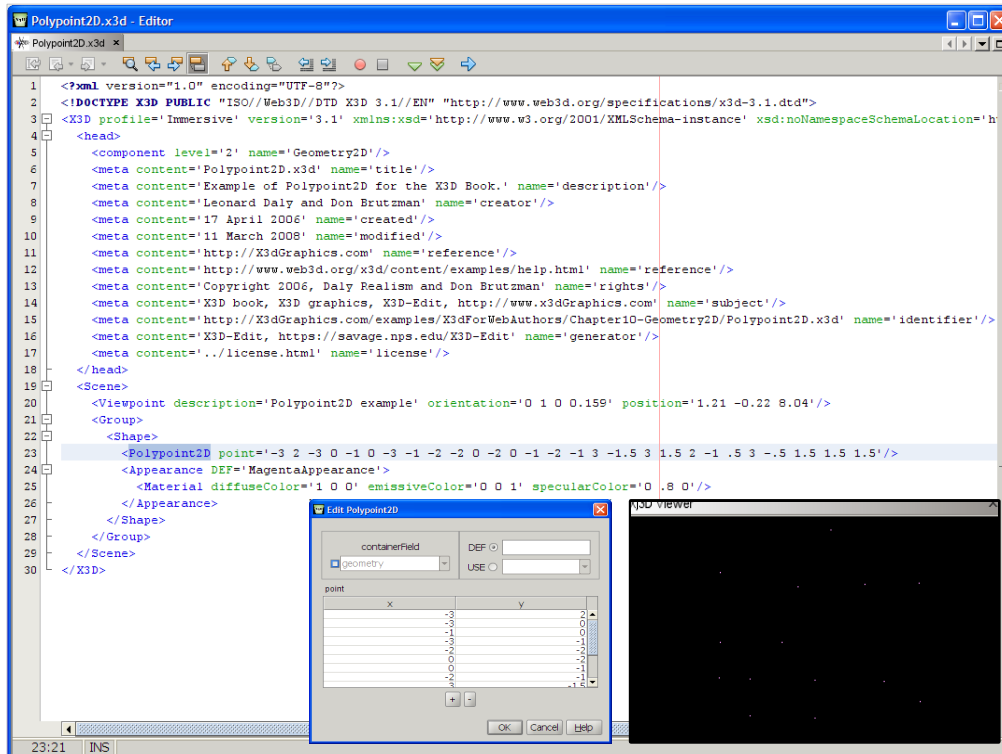 Polypoint2D.x3d - Editor
Polypoint2D.x3d ×
1 <?xml version="1.0" encoding="UTF-8"?>
2 <!DOCTYPE X3D PUBLIC "ISO//Web3D//DTD X3D 3.1//EN" "http://www.web3d.org/specifications/x3d-3.1.dtd">
3 <X3D profile='Immersive' version='3.1' xmlns:xsd='http://www.w3.org/2001/XMLSchema-instance' xsd:noNamespaceSchemaLocation='ht
4 <head>
5 <component level='2' name='Geometry2D'/>
6 <meta content='Polypoint2D.x3d' name='title'/>
7 <meta content='Example of Polypoint2D for the X3D Book.' name='description'/>
8 <meta content='Leonard Daly and Don Brutzman' name='creator'/>
9 <meta content='17 April 2006' name='created'/>
10 <meta content='11 March 2008' name='modified'/>
11 <meta content='http://X3dGraphics.com' name='reference'/>
12 <meta content='http://www.web3d.org/x3d/content/examples/help.html' name='reference'/>
13 <meta content='Copyright 2006, Daly Realism and Don Brutzman' name='rights'/>
14 <meta content='X3D book, X3D graphics, X3D-Edit, http://www.x3dGraphics.com' name='subject'/>
15 <meta content='http://X3dGraphics.com/examples/X3dForWebAuthors/Chapter10-Geometry2D/Polypoint2D.x3d' name='identifier'/>
16 <meta content='X3D-Edit, https://savage.nps.edu/X3D-Edit' name='generator'/>
17 <meta content='../license.html' name='license'/>
18 </head>
19 <Scene>
20 <Viewpoint description='Polypoint2D example' orientation='0 1 0 0.159' position='1.21 -0.22 8.04'/>
21 <Group>
22 <Shape>
23 <Polypoint2D point='-3 2 -3 0 -1 0 -3 -1 -2 -2 0 -2 0 -1 -2 -1 3 -1.5 3 1.5 2 -1 .5 3 -.5 1.5 1.5 1.5'/>
24 <Appearance DEF='MagentaAppearance'>
25 <Material diffuseColor='1 0 0' emissiveColor='0 0 1' specularColor='0 .8 0'/>
26 </Appearance>
27 </Shape>
28 </Group>
29 </Scene>
30 </X3D>
Edit Polypoint2D
containerField
geometry
DEF
USE
point
x y
-3 2
-3 0
-1 0
-3 -1
-2 -2
0 -2
0 -1
-2 -1
3 -1.5
+ -
OK Cancel Help
Xj3D Viewer
23:21 INS